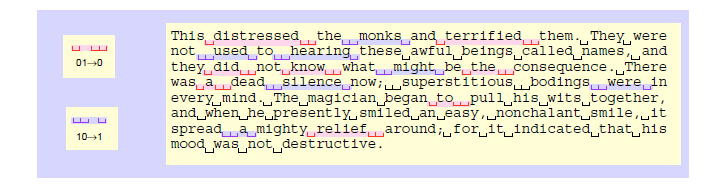 01→0
10→1
This distressed the monks and terrified them. They were
not used to hearing these awful beings called names, and
they did not know what might be the consequence. There
was a dead silence now; superstitious bodings were in
every mind. The magician began to pull his wits together,
and when he presently smiled an easy, nonchalant smile, it
spread a mighty relief around; for it indicated that his
mood was not destructive.